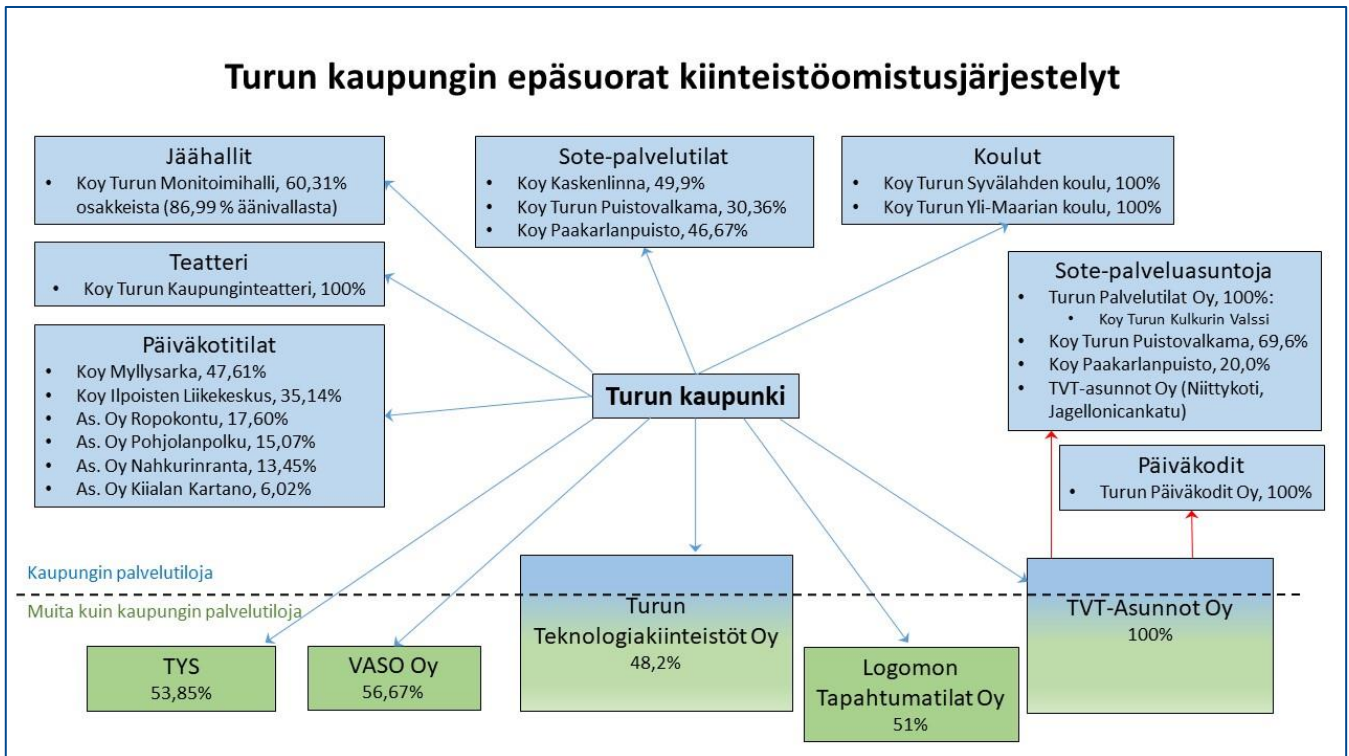 Turun kaupungin epäsuorat kiinteistöomistusjärjestelyt
Jäähallit
• Koy Turun Monitoimihalli, 60,31%
osakkeista (86,99 % äänivallasta)
Teatteri
• Koy Turun Kaupunginteatteri, 100%
Päiväkotitilat
• Koy Myllysarka, 47,61%
• Koy Ilpoisten Liikekeskus, 35,14%
• As. Oy Ropokontu, 17,60%
• As. Oy Pohjolanpolku, 15,07%
• As. Oy Nahkurinranta, 13,45%
• As. Oy Kiialan Kartano, 6,02%
Sote-palvelutilat
• Koy Kaskenlinna, 49,9%
• Koy Turun Puistovalkama, 30,36%
• Koy Paakarlanpuisto, 46,67%
Koulut
• Koy Turun Syvälahden koulu, 100%
• Koy Turun Yli-Maarian koulu, 100%
Sote-palveluasuntoja
• Turun Palvelutilat Oy, 100%:
• Koy Turun Kulkurin Valssi
• Koy Turun Puistovalkama, 69,6%
• Koy Paakarlanpuisto, 20,0%
• TVT-asunnot Oy (Niittykoti,
Jagellonicankatu)
Turun kaupunki
Päiväkodit
• Turun Päiväkodit Oy, 100%
Kaupungin palvelutiloja
Muita kuin kaupungin palvelutiloja
TYS
53,85%
VASO Oy
56,67%
Turun
Teknologiakiinteistöt Oy
48,2%
Logomon
Tapahtumatilat Oy
51%
TVT-Asunnot Oy
100%